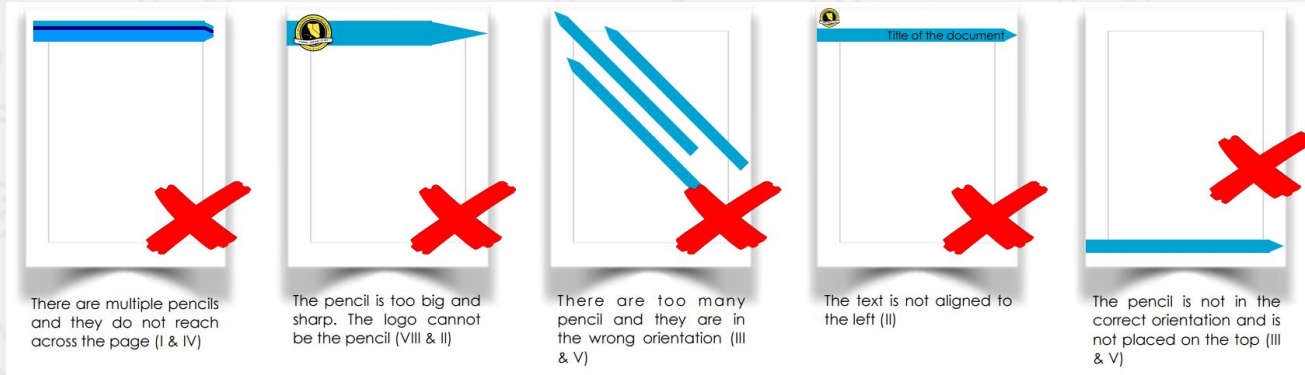 Title of the document
There are multiple pencils
and they do not reach
across the page (I & IV)
The pencil is too big and
sharp. The logo cannot
be the pencil (VIII & II)
There are too many
pencil and they are in
the wrong orientation (III
& V)
The text is not aligned to
the left (II)
The pencil is not in the
correct orientation and is
not placed on the top (III
& V)